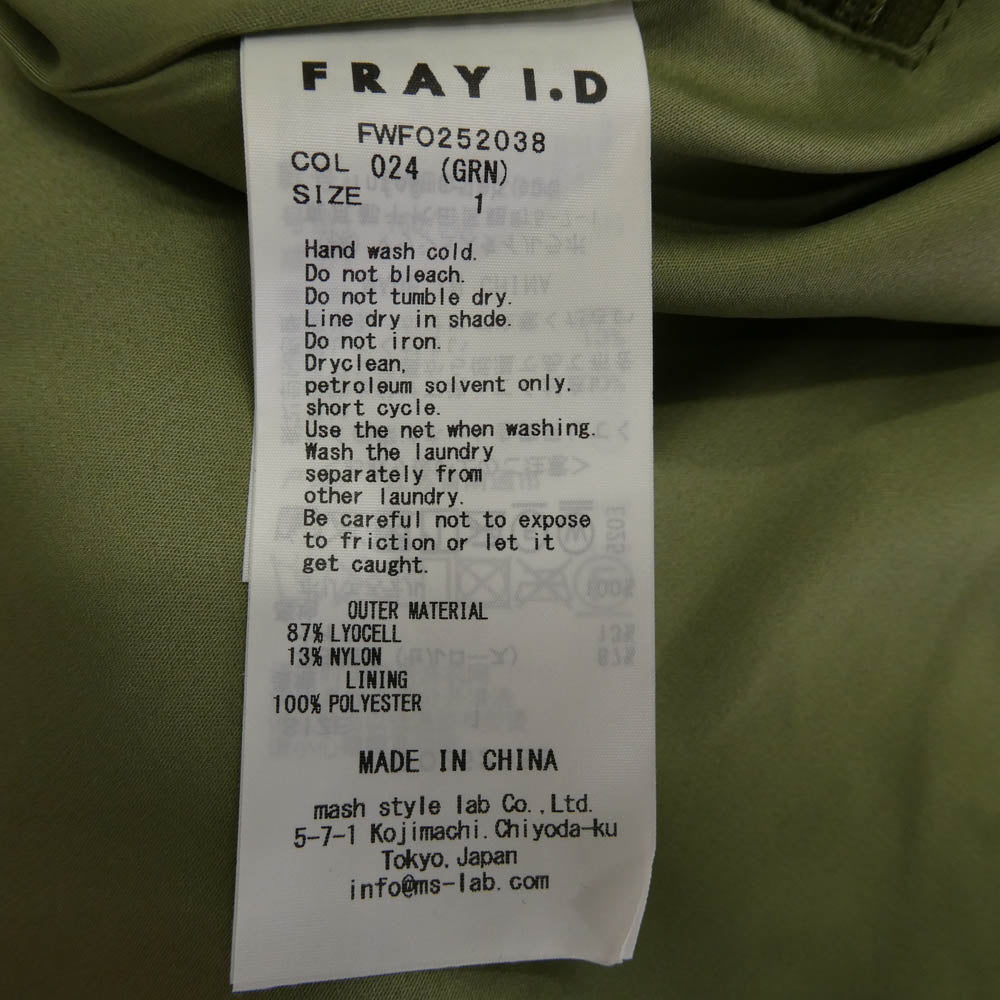 FRAY I.D
FWFO252038
COL 024 (GRN)
SIZE 1
Hand wash cold.
Do not bleach.
Do not tumble dry.
Line dry in shade.
Do not iron.
Dryclean,
petroleum solvent only.
short cycle.
Use the net when washing.
Wash the laundry
separately from
other laundry.
Be careful not to expose
to friction or let it
get caught.
OUTER MATERIAL
87% LYOCELL
13% NYLON
LINING
100% POLYESTER
MADE IN CHINA
mash style lab Co.,Ltd.
5-7-1 Kojimachi.Chiyoda-ku
Tokyo,Japan
info@ms-lab.com